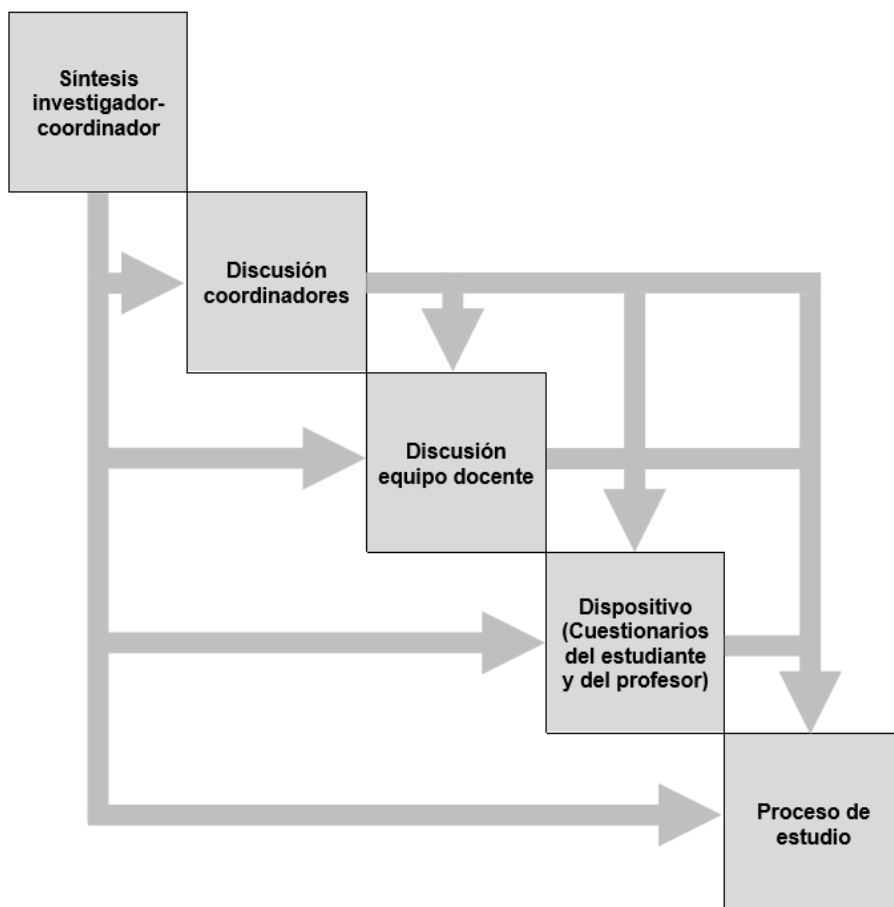 Síntesis
investigador-
coordinador
Discusión
coordinadores
Discusión
equipo docente
Dispositivo
(Cuestionarios
del estudiante
y del profesor)
Proceso de
estudio